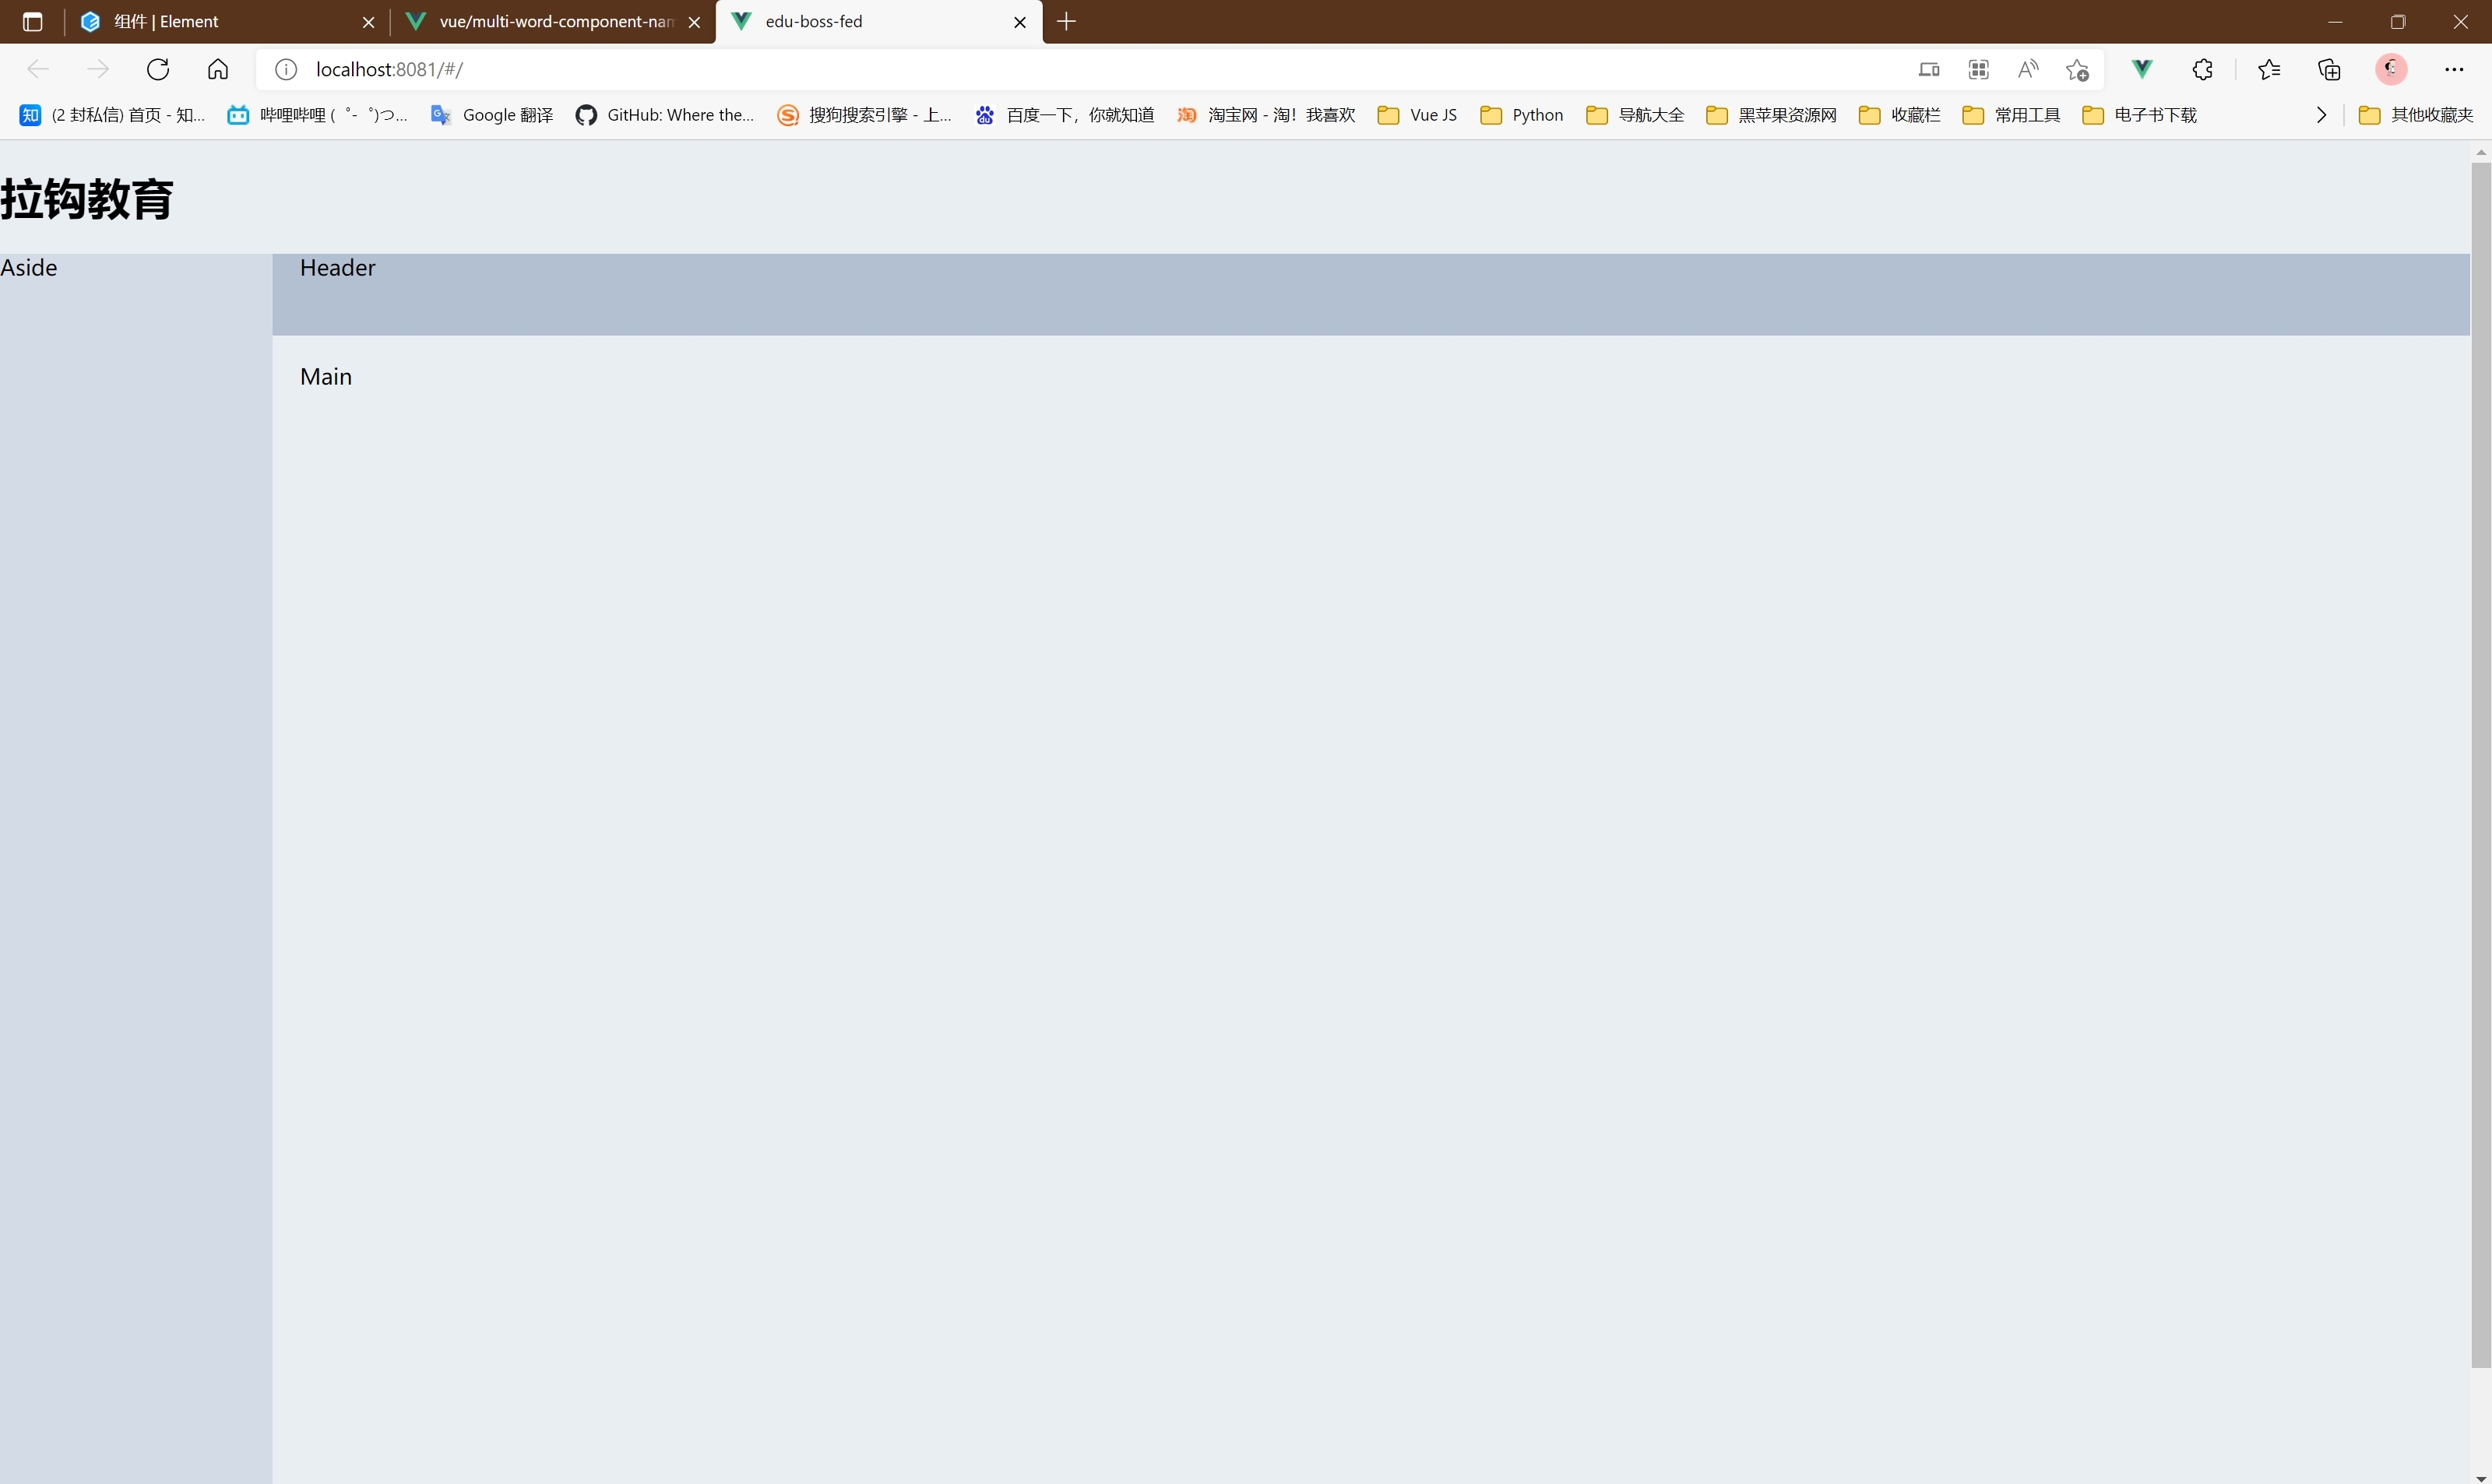 组件 | Element
vue/multi-word-component-nam
edu-boss-fed
localhost:8081/#/
知 (2 封私信) 首页 - 知...
哔哩哔哩 ( ゜- ゜)つ...
Google 翻译
GitHub: Where the...
搜狗搜索引擎 - 上...
百度一下，你就知道
淘宝网 - 淘！我喜欢
Vue JS
Python
导航大全
黑苹果资源网
收藏栏
常用工具
电子书下载
其他收藏夹
拉钩教育
Aside
Header
Main